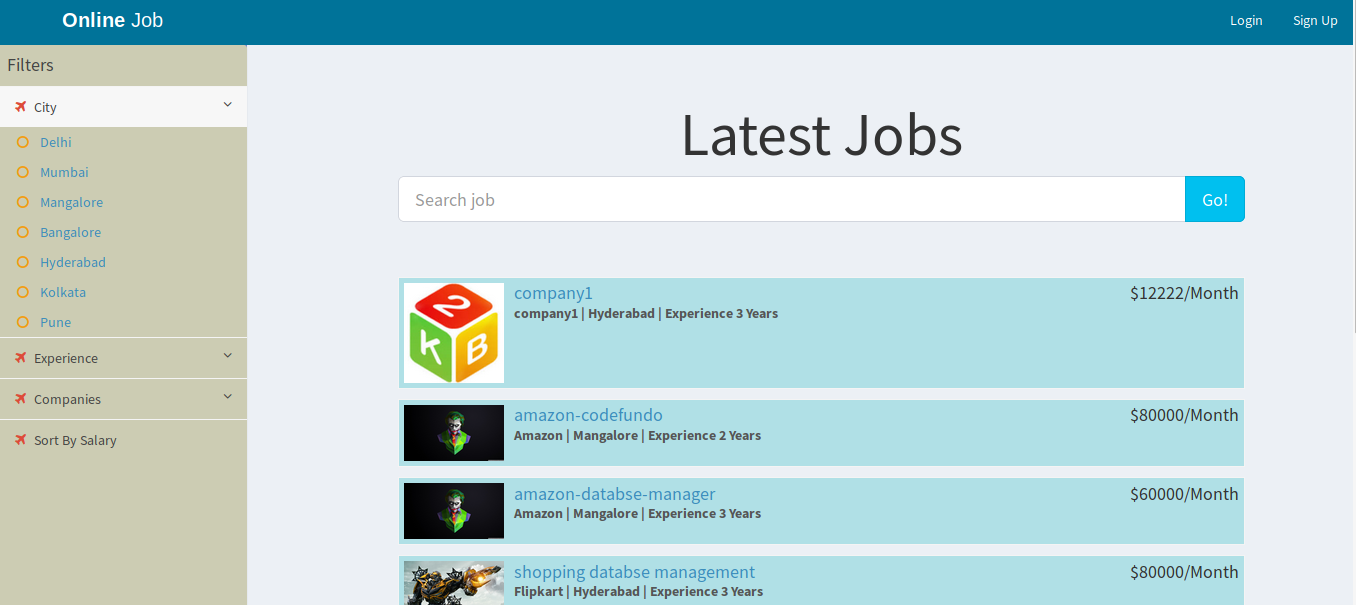 Online Job
Login
Sign Up
Filters
City
Delhi
Mumbai
Mangalore
Bangalore
Hyderabad
Kolkata
Pune
Experience
Companies
Sort By Salary
Latest Jobs
Search job
Go!
2
k
B
company1
$12222/Month
company1 | Hyderabad | Experience 3 Years
amazon-codefundo
$80000/Month
Amazon | Mangalore | Experience 2 Years
amazon-databse-manager
$60000/Month
Amazon | Mangalore | Experience 3 Years
shopping databse management
$80000/Month
Flipkart | Hyderabad | Experience 3 Years